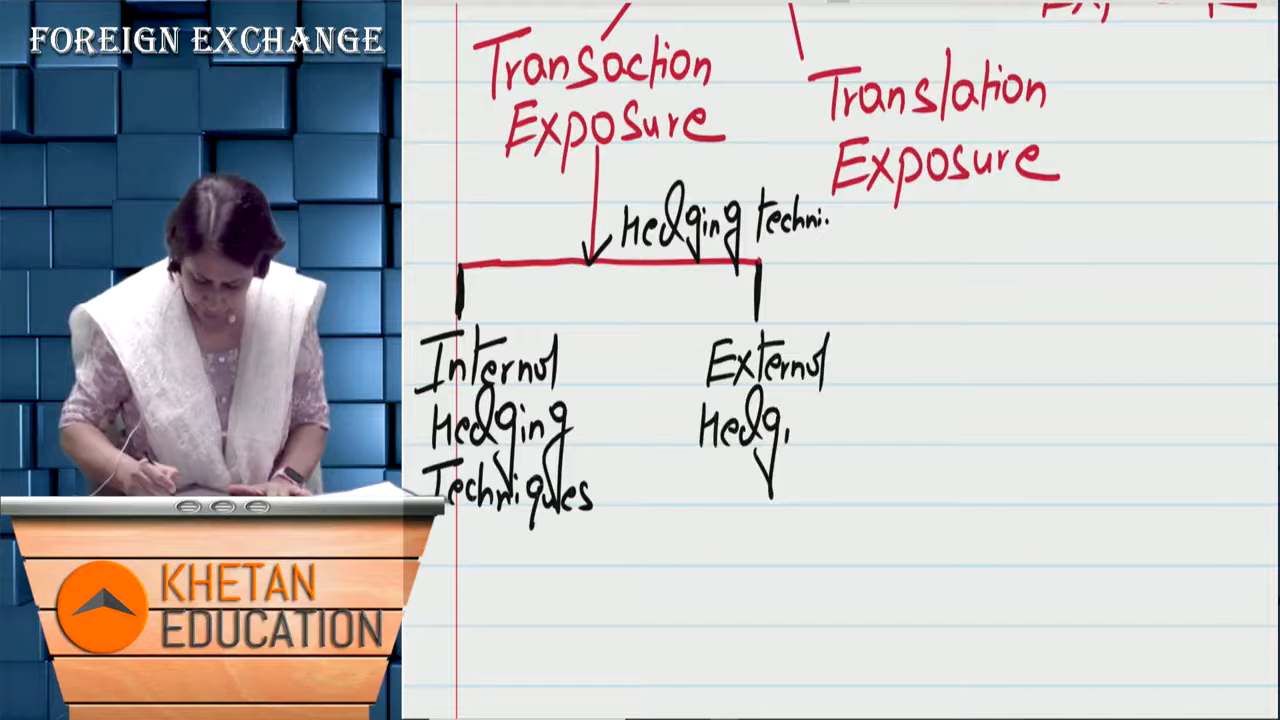 FOREIGN EXCHANGE
Transaction
Exposure
Translation
Exposure
Hedging techni.
Internal
Hedging
Techniques
External
Hedg.
KHETAN
EDUCATION